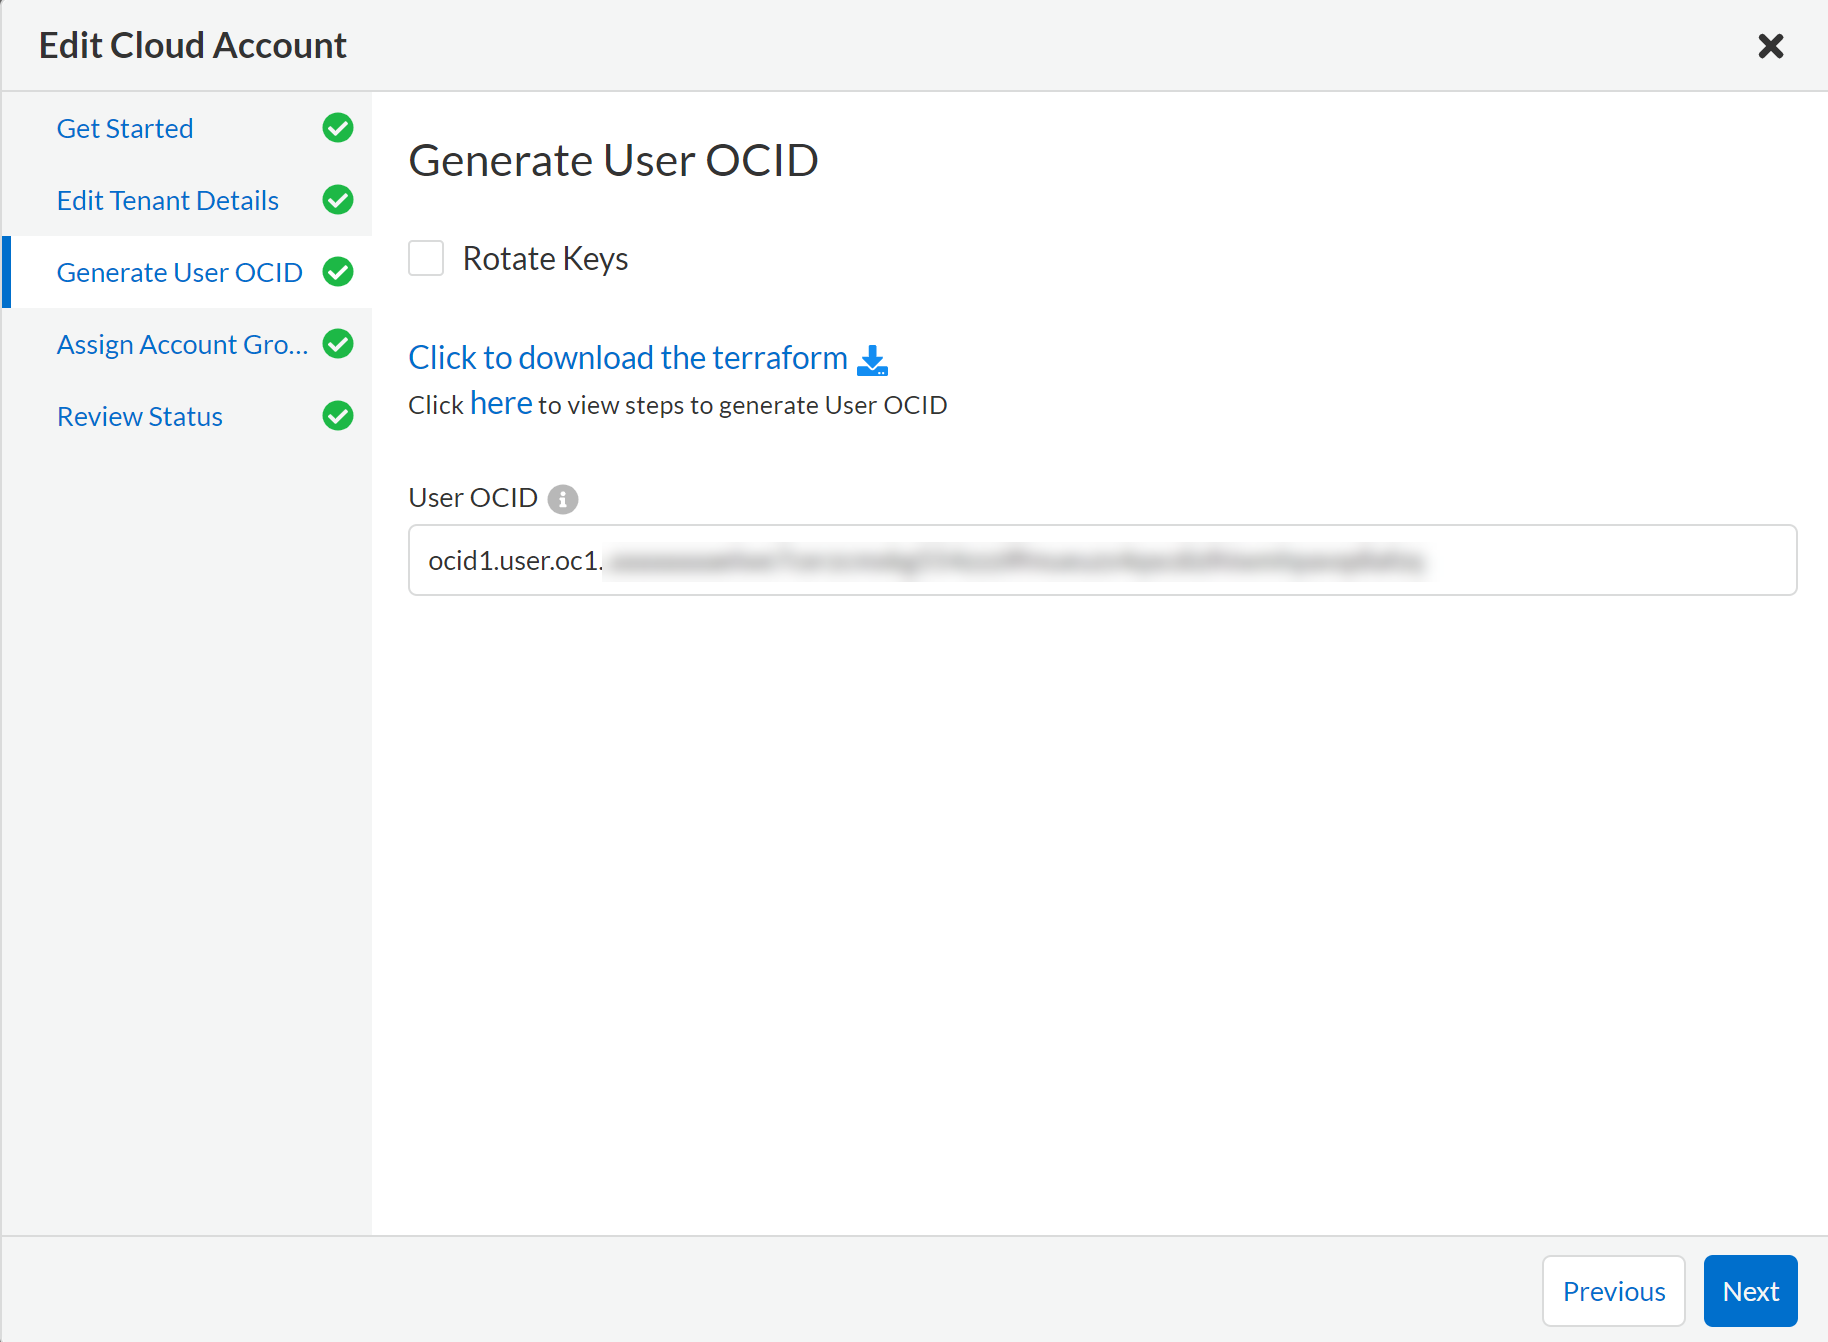 Edit Cloud Account
Get Started
Edit Tenant Details
Generate User OCID
Assign Account Gro...
Review Status
Generate User OCID
Rotate Keys
Click to download the terraform
Click here to view steps to generate User OCID
User OCID
ocid1.user.oc1.
Previous
Next